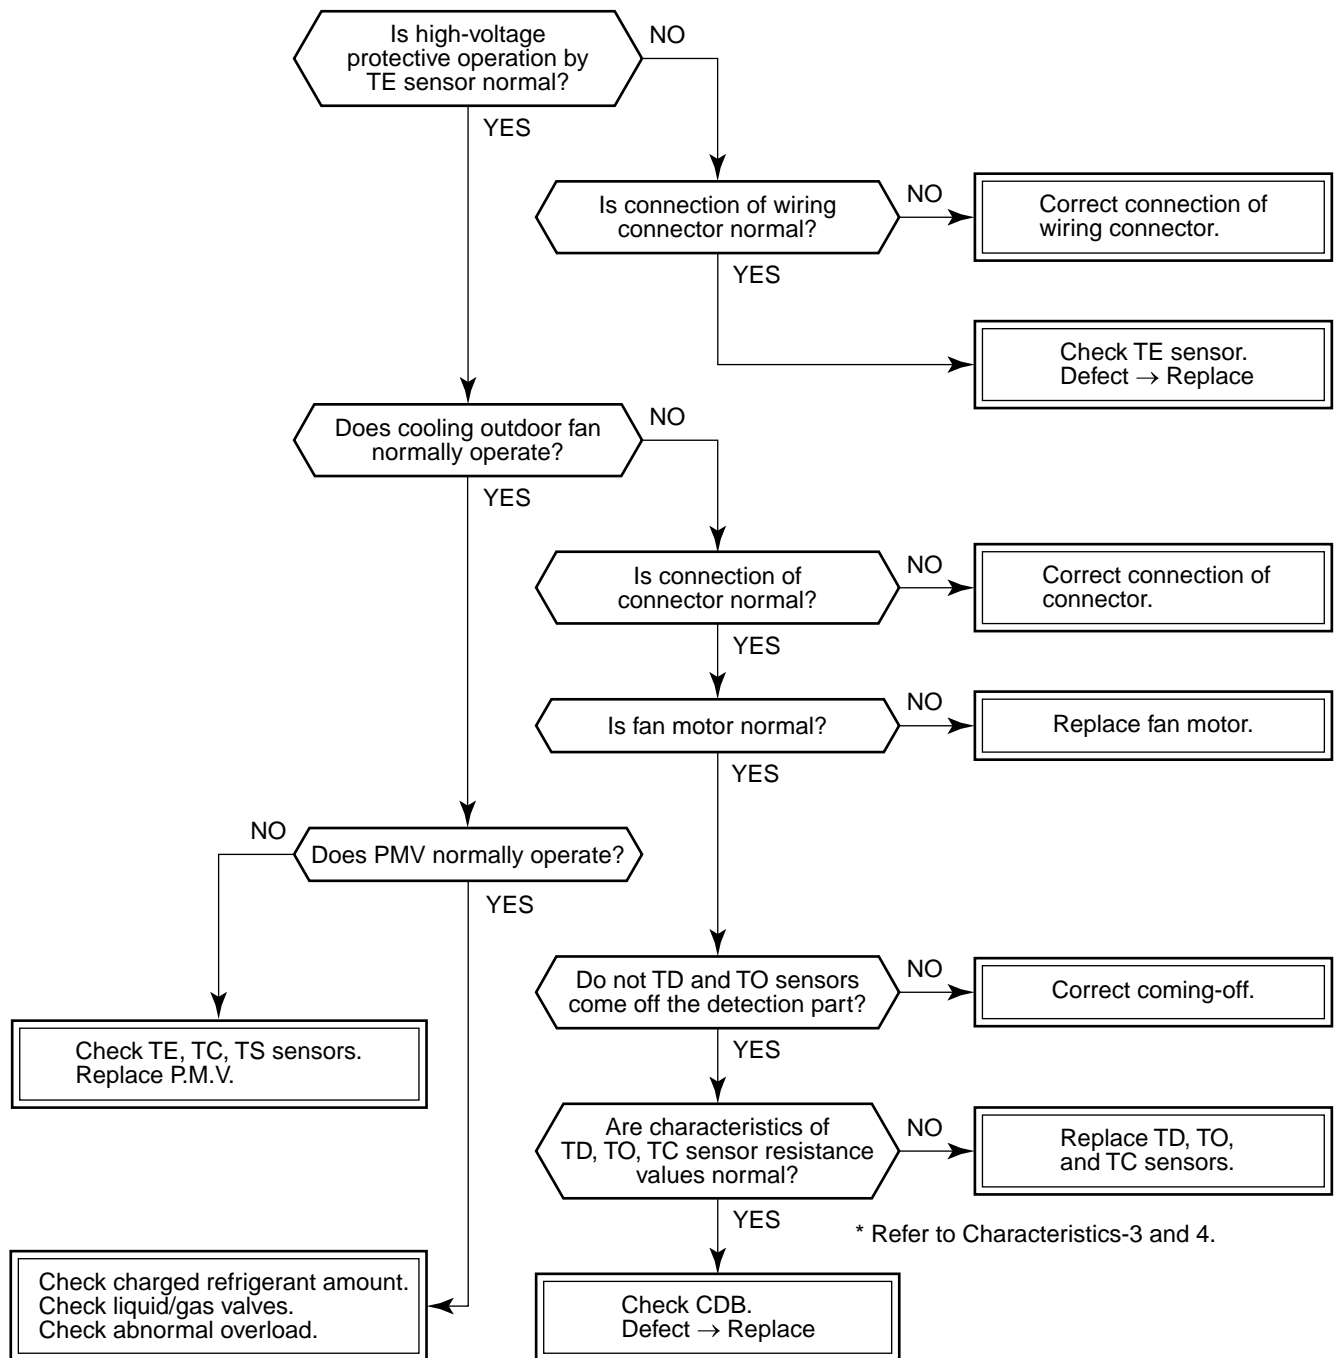 Is high-voltage
protective operation by
TE sensor normal?
NO
YES
Is connection of wiring
connector normal?
NO
Correct connection of
wiring connector.
YES
Check TE sensor.
Defect → Replace
Does cooling outdoor fan
normally operate?
NO
YES
Is connection of
connector normal?
NO
Correct connection of
connector.
YES
Is fan motor normal?
NO
Replace fan motor.
YES
NO
Does PMV normally operate?
YES
Do not TD and TO sensors
come off the detection part?
NO
Correct coming-off.
YES
Check TE, TC, TS sensors.
Replace P.M.V.
Are characteristics of
TD, TO, TC sensor resistance
values normal?
NO
Replace TD, TO,
and TC sensors.
YES
* Refer to Characteristics-3 and 4.
Check charged refrigerant amount.
Check liquid/gas valves.
Check abnormal overload.
Check CDB.
Defect → Replace